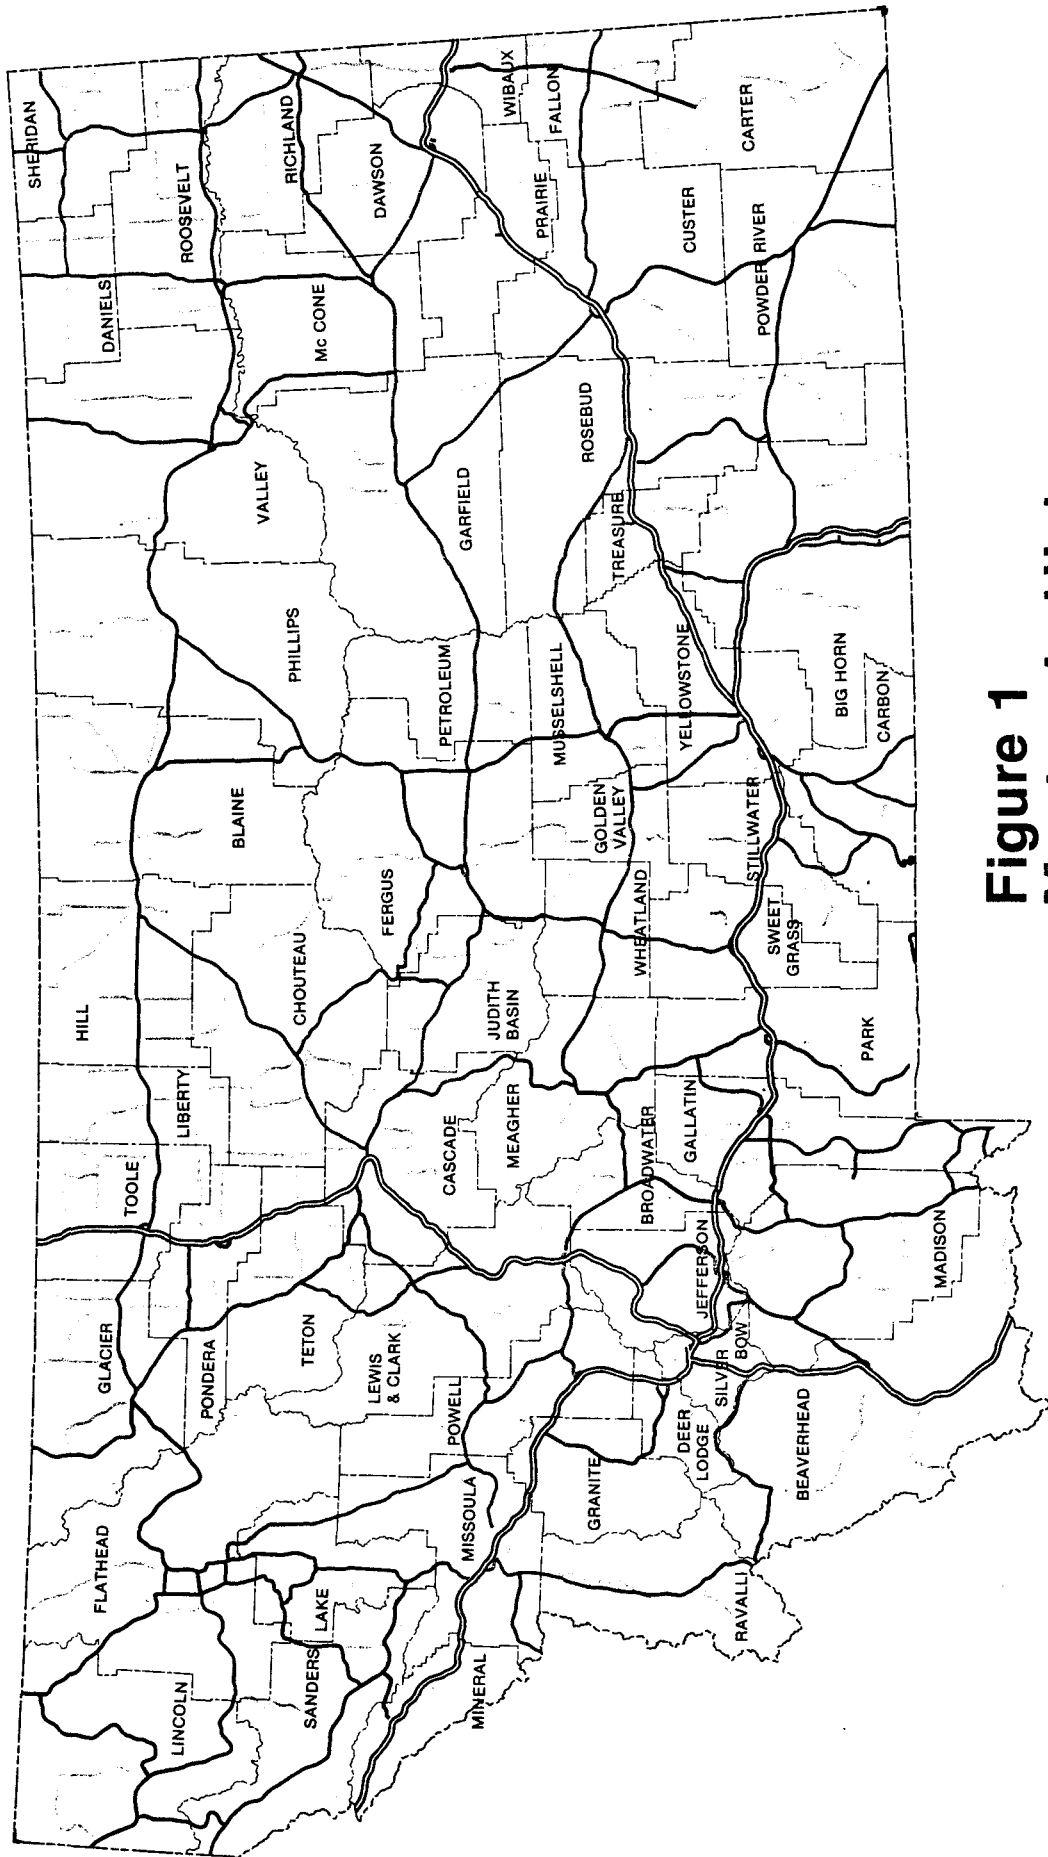 LINCOLN
FLATHEAD
GLACIER
TOOLE
LIBERTY
HILL
BLAINE
PHILLIPS
VALLEY
DANIELS
SHERIDAN
ROOSEVELT
SANDERS
LAKE
PONDERA
TETON
CHOUTEAU
FERGUS
PETROLEUM
GARFIELD
Mc CONE
RICHLAND
DAWSON
MINERAL
MISSOULA
POWELL
LEWIS
& CLARK
CASCADE
MEAGHER
JUDITH
BASIN
WHEATLAND
GOLDEN
VALLEY
MUSSELSHELL
TREASURE
ROSEBUD
PRAIRIE
WIBAUX
FALLON
RAVALLI
GRANITE
DEER
LODGE
SILVER
BOW
JEFFERSON
BROADWATER
GALLATIN
PARK
SWEET
GRASS
STILLWATER
YELLOWSTONE
CARBON
BIG HORN
POWDER RIVER
CUSTER
CARTER
BEAVERHEAD
MADISON
Figure 1